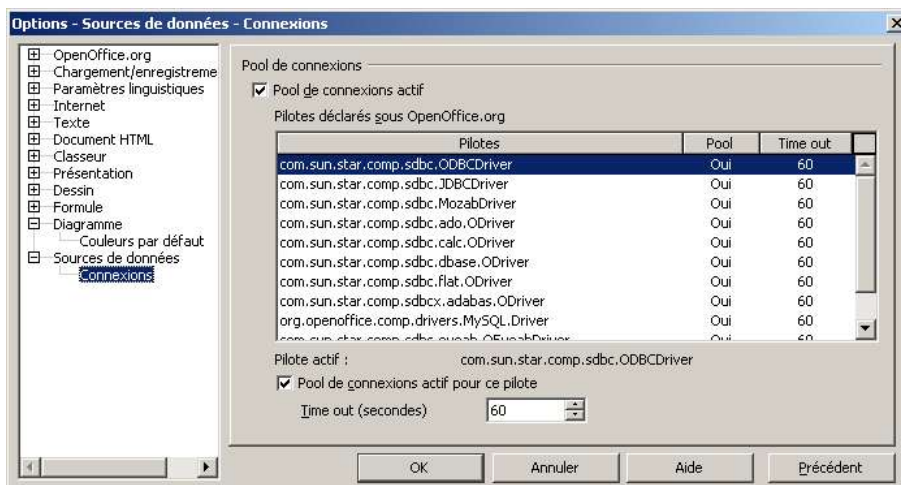 Options - Sources de données - Connexions
OpenOffice.org
Chargement/enregistreme
Paramètres linguistiques
Internet
Texte
Document HTML
Classeur
Présentation
Dessin
Formule
Diagramme
Couleurs par défaut
Sources de données
Connexions
Pool de connexions
Pool de connexions actif
Pilotes déclarés sous OpenOffice.org
Pilotes Pool Time out
com.sun.star.comp.sdbc.ODBCDriver Oui 60
com.sun.star.comp.sdbc.JDBCDriver Oui 60
com.sun.star.comp.sdbc.MozabDriver Oui 60
com.sun.star.comp.sdbc.ado.ODriver Oui 60
com.sun.star.comp.sdbc.calc.ODriver Oui 60
com.sun.star.comp.sdbc.dbase.ODriver Oui 60
com.sun.star.comp.sdbc.flat.ODriver Oui 60
com.sun.star.comp.sdbcx.adabas.ODriver Oui 60
org.openoffice.comp.drivers.MySQL.Driver Oui 60
Oui 60
Pilote actif : com.sun.star.comp.sdbc.ODBCDriver
Pool de connexions actif pour ce pilote
Time out (secondes) 60
OK Annuler Aide Précédent